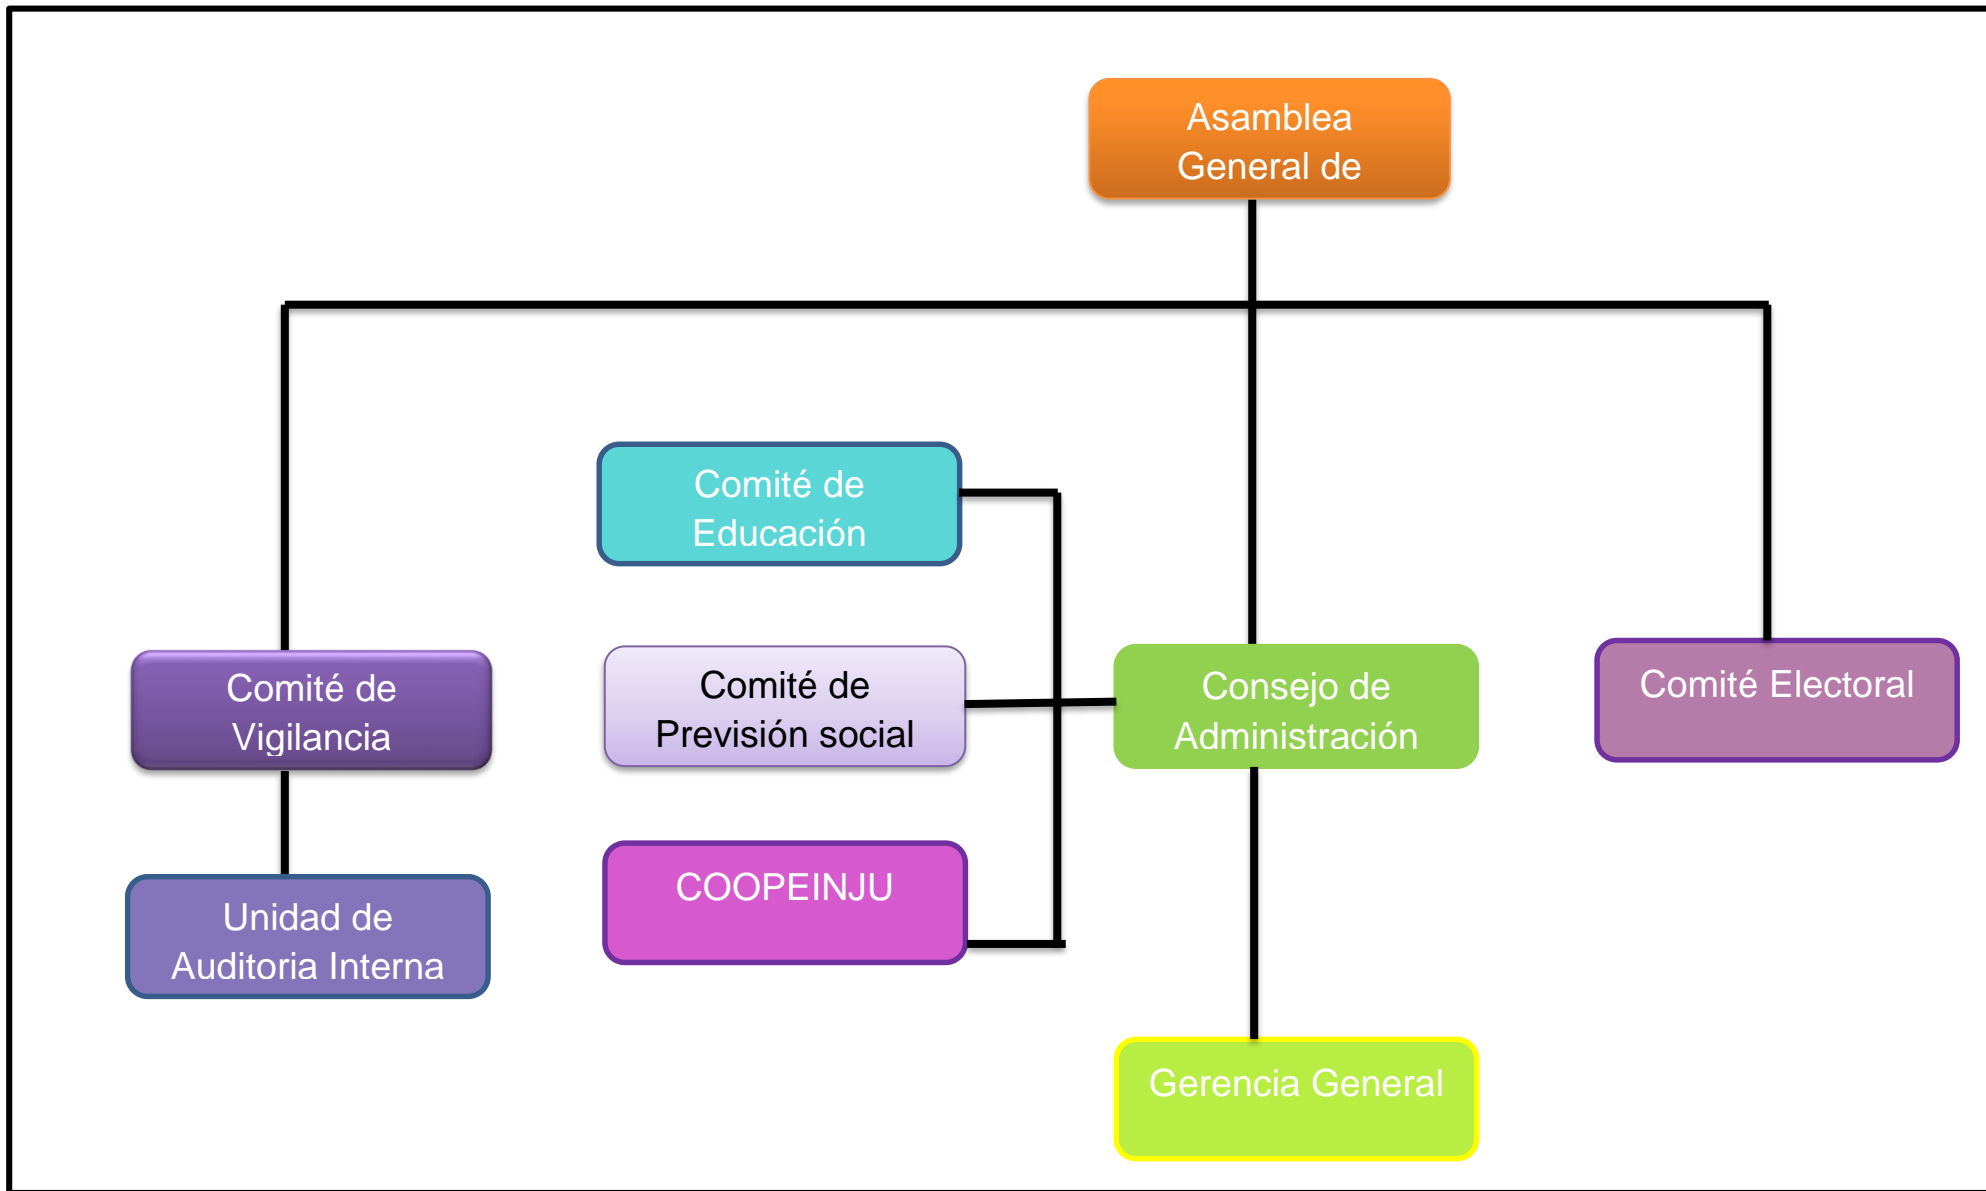 Asamblea
General de
Comité de
Educación
Comité de
Vigilancia
Comité de
Previsión social
Consejo de
Administración
Comité Electoral
Unidad de
Auditoria Interna
COOPEINJU
Gerencia General